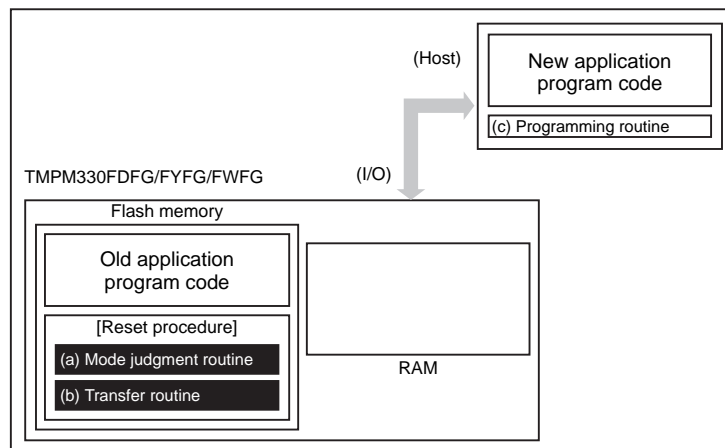 (Host)
New application
program code
(c) Programming routine
TMPM330FDFG/FYFG/FWFG
(I/O)
Flash memory
Old application
program code
[Reset procedure]
(a) Mode judgment routine
(b) Transfer routine
RAM